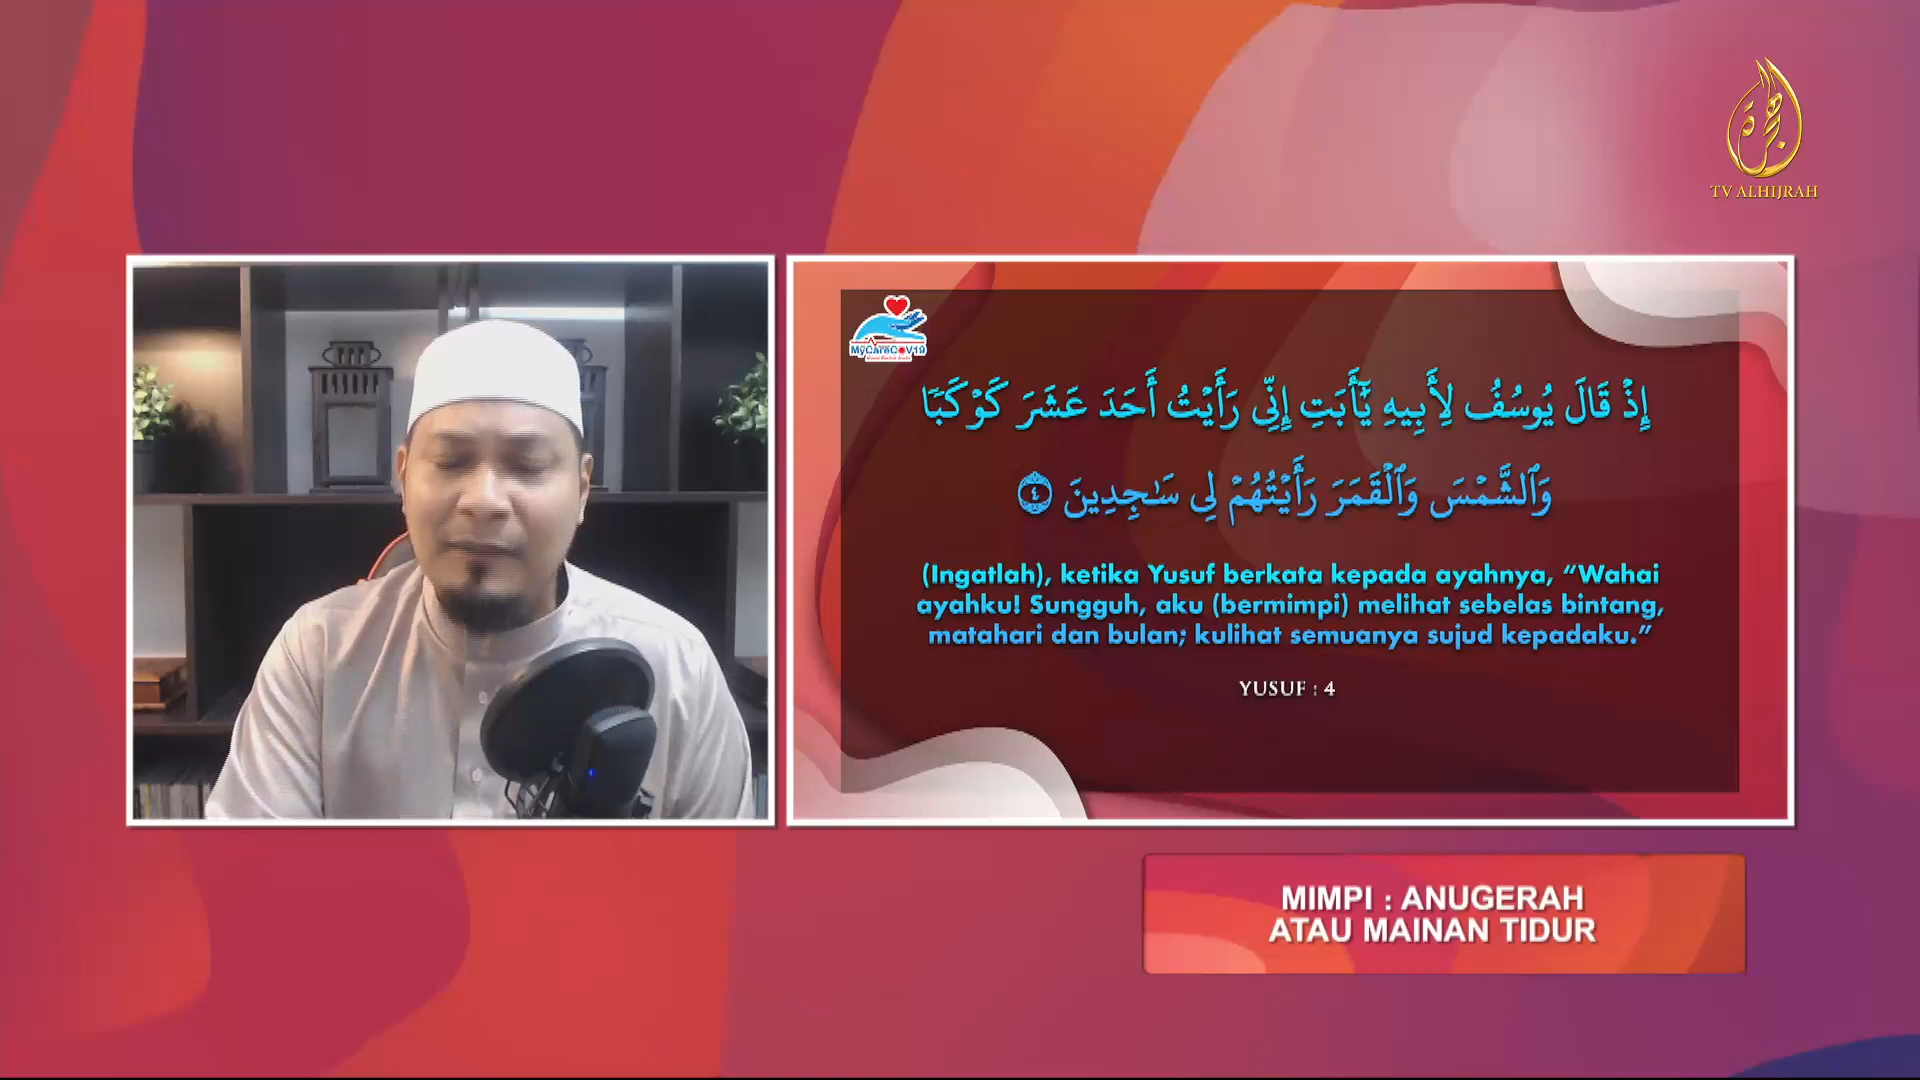 TV ALHIJRAH
MyCareCOV19
إِذْ قَالَ يُوسُفُ لِأَبِيهِ يَٰٓأَبَتِ إِنِّى رَأَيْتُ أَحَدَ عَشَرَ كَوْكَبًا
وَٱلشَّمْسَ وَٱلْقَمَرَ رَأَيْتُهُمْ لِى سَٰجِدِينَ ٤
(Ingatlah), ketika Yusuf berkata kepada ayahnya, “Wahai
ayahku! Sungguh, aku (bermimpi) melihat sebelas bintang,
matahari dan bulan; kulihat semuanya sujud kepadaku.”
YUSUF : 4
MIMPI : ANUGERAH
ATAU MAINAN TIDUR